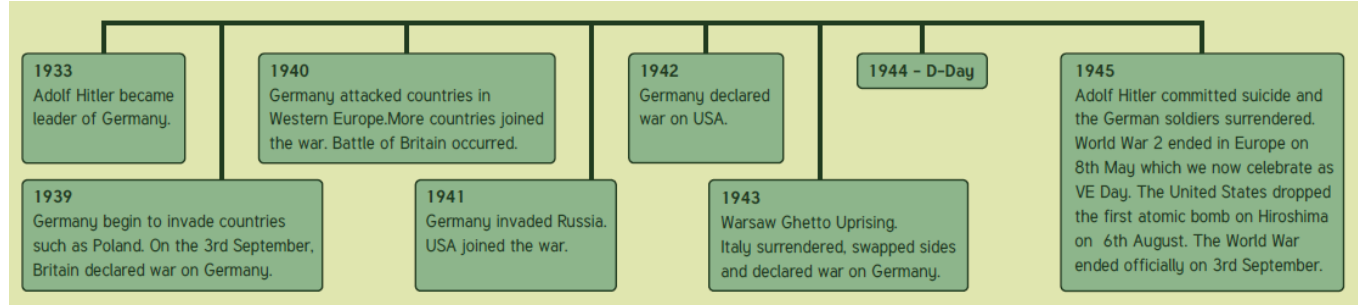 1933
Adolf Hitler became
leader of Germany.
1939
Germany begin to invade countries
such as Poland. On the 3rd September,
Britain declared war on Germany.
1940
Germany attacked countries in
Western Europe.More countries joined
the war. Battle of Britain occurred.
1941
Germany invaded Russia.
USA joined the war.
1942
Germany declared
war on USA.
1943
Warsaw Ghetto Uprising.
Italy surrendered, swapped sides
and declared war on Germany.
1944 - D-Day
1945
Adolf Hitler committed suicide and
the German soldiers surrendered.
World War 2 ended in Europe on
8th May which we now celebrate as
VE Day. The United States dropped
the first atomic bomb on Hiroshima
on 6th August. The World War
ended officially on 3rd September.